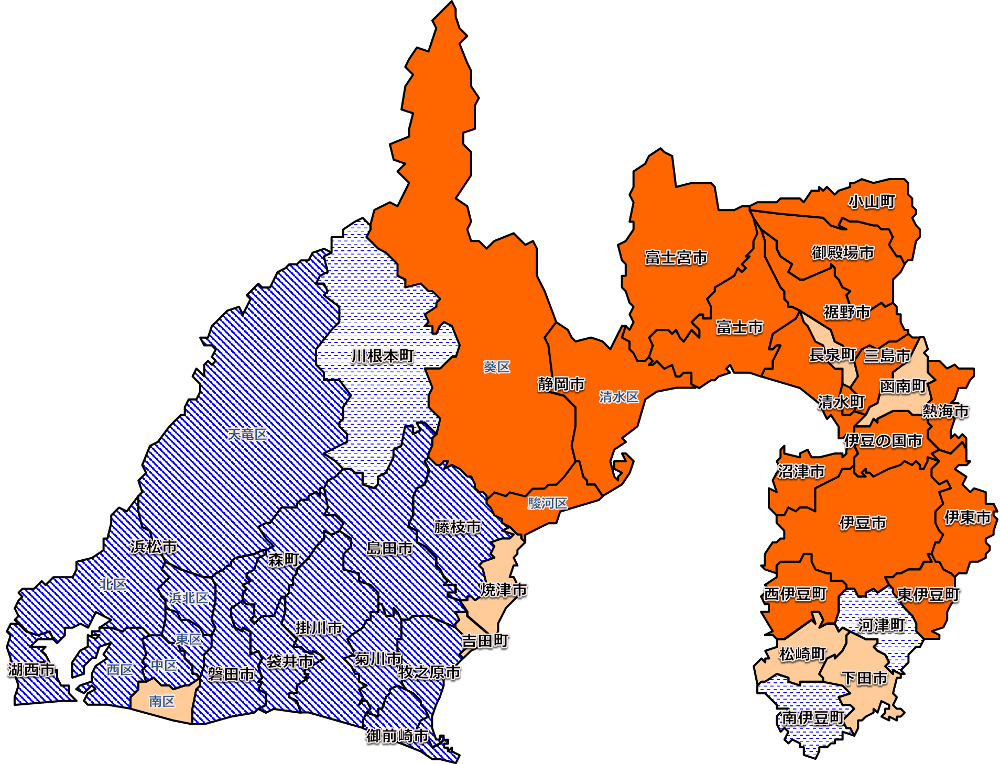 小山町
御殿場市
富士宮市
裾野市
富士市
長泉町
三島市
川根本町
葵区
静岡市
函南町
清水区
清水町
熱海市
天竜区
伊豆の国市
沼津市
駿河区
伊東市
伊豆市
藤枝市
浜松市
島田市
森町
北区
焼津市
西伊豆町
東伊豆町
浜北区
河津町
掛川市
東区
吉田町
松崎町
菊川市
袋井市
中区
西区
湖西市
磐田市
牧之原市
下田市
南区
南伊豆町
御前崎市